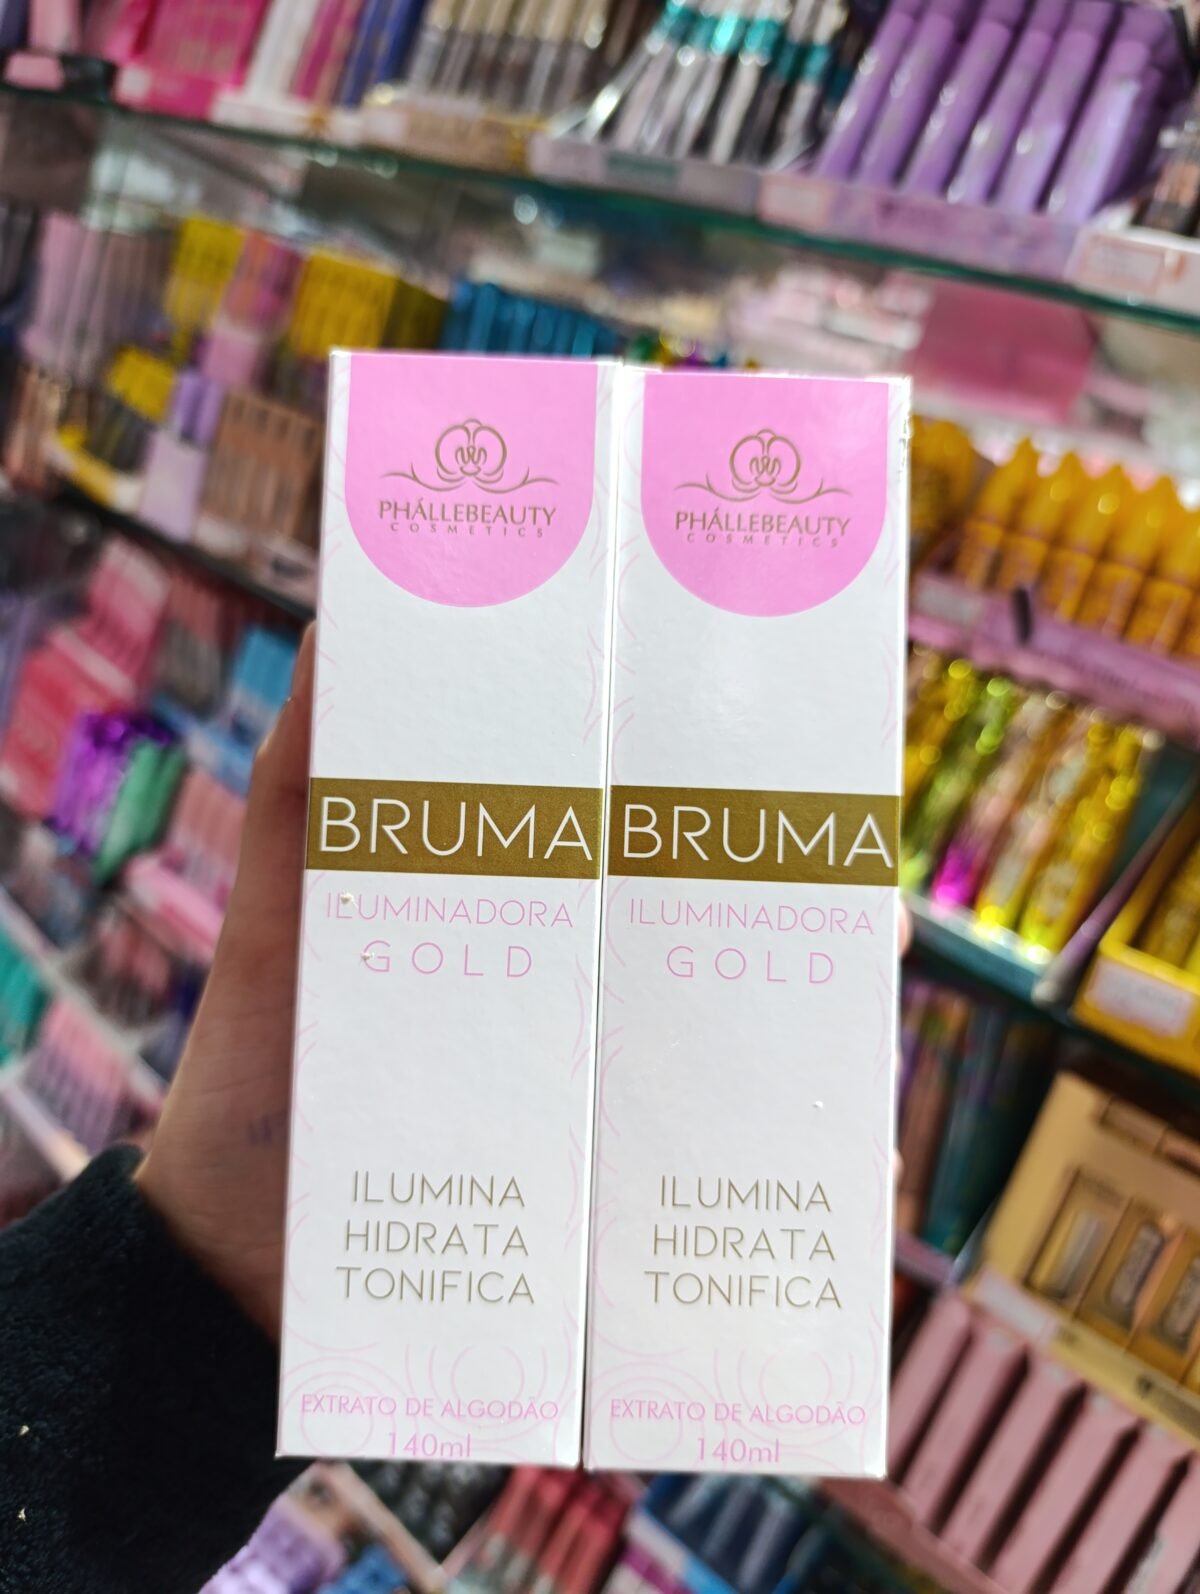 PHÁLLEBEAUTY
COSMETICS
BRUMA
ILUMINADORA
GOLD
ILUMINA
HIDRATA
TONIFICA
EXTRATO DE ALGODÃO
140ml
PHÁLLEBEAUTY
COSMETICS
BRUMA
ILUMINADORA
GOLD
ILUMINA
HIDRATA
TONIFICA
EXTRATO DE ALGODÃO
140ml